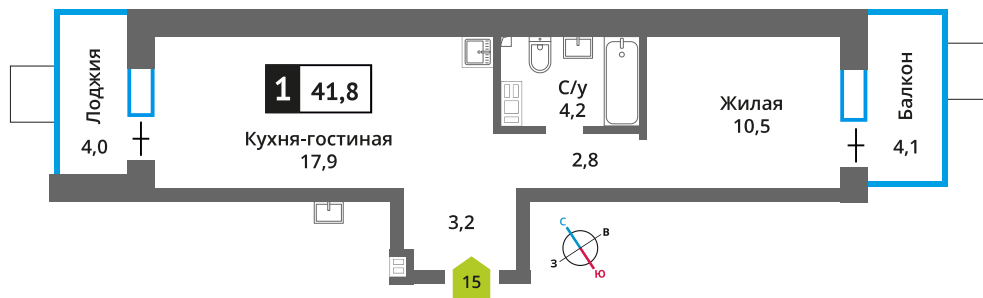 Лоджия
4,0
1 41,8
Кухня-гостиная
17,9
С/у
4,2
2,8
Жилая
10,5
Балкон
4,1
3,2
15
С
В
З
Ю